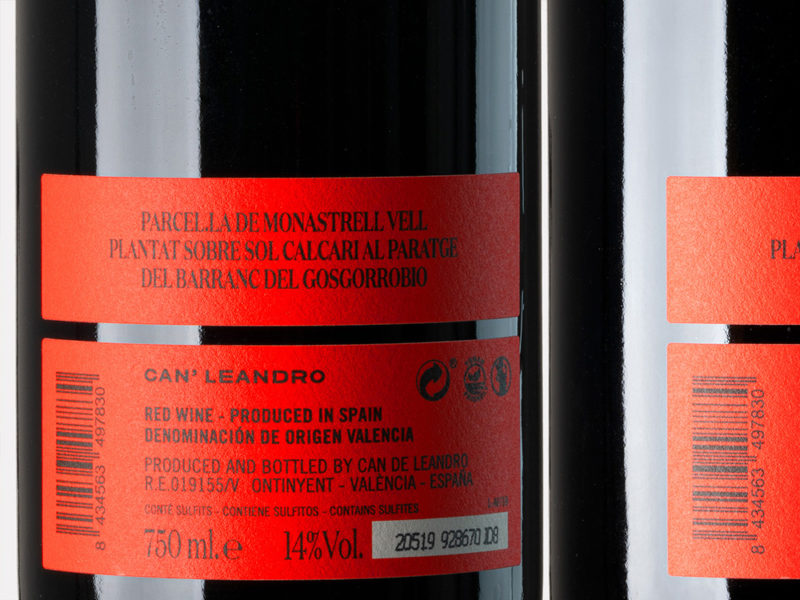 PARCEL.LA DE MONASTRELL VELL
PLANTAT SOBRE SOL CALCARI AL PARATGE
DEL BARRANC DEL GOSGORROBIO
CAN' LEANDRO
RED WINE - PRODUCED IN SPAIN
DENOMINACIÓN DE ORIGEN VALENCIA
PRODUCED AND BOTTLED BY CAN DE LEANDRO
R.E.019155/V ONTINYENT - VALÈNCIA - ESPAÑA
CONTÉ SULFITS - CONTIENE SULFITOS - CONTAINS SULFITES
750 ml. e 14% Vol.
20519 928670 1D8
8 434563 497830
PLA
8 434563 497830